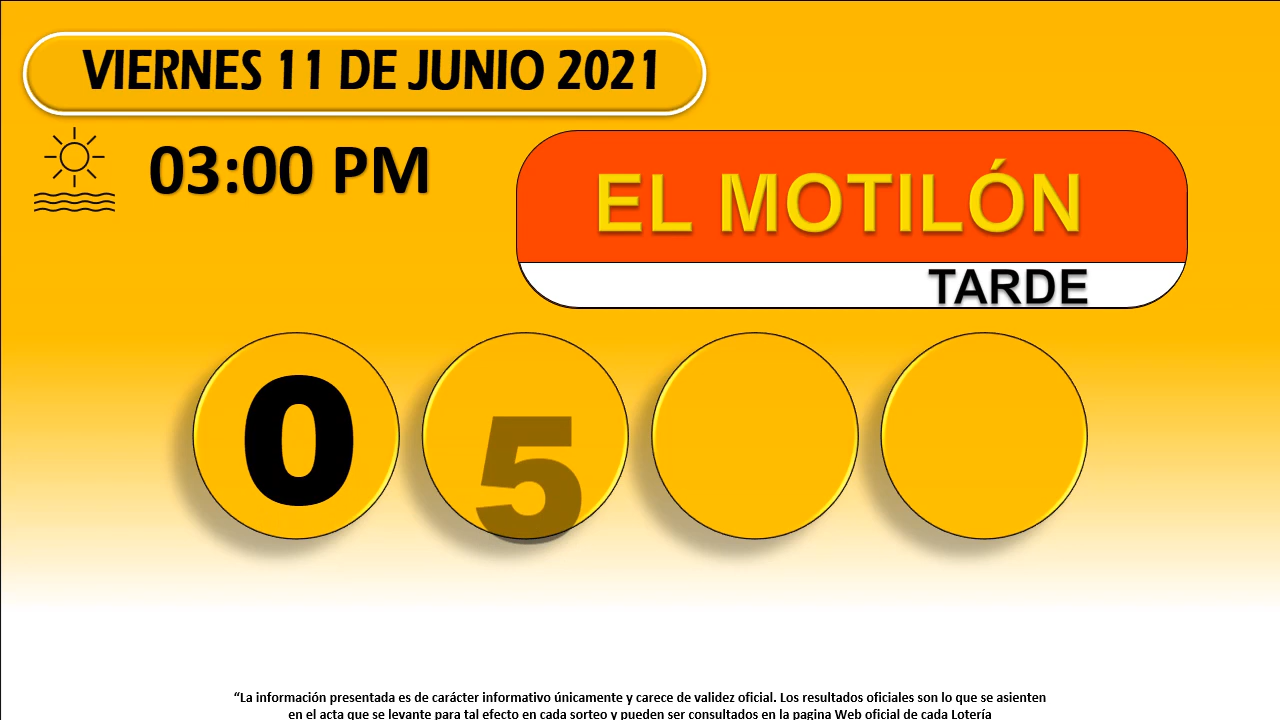 VIERNES 11 DE JUNIO 2021
03:00 PM
EL MOTILÓN
TARDE
0 5
“La información presentada es de carácter informativo únicamente y carece de validez oficial. Los resultados oficiales son lo que se asienten
en el acta que se levante para tal efecto en cada sorteo y pueden ser consultados en la pagina Web oficial de cada Lotería